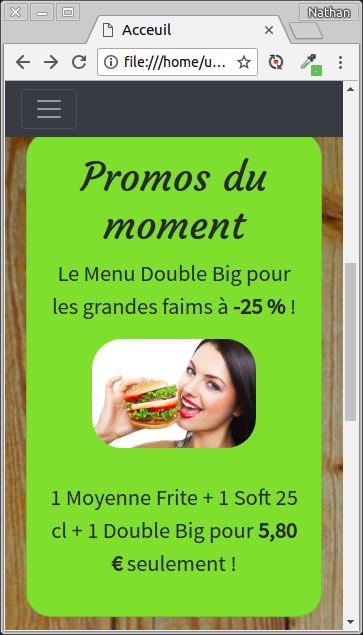 Nathan
Acceuil
file:///home/u...
Promos du
moment
Le Menu Double Big pour
les grandes faims à -25 % !
1 Moyenne Frite + 1 Soft 25
cl + 1 Double Big pour 5,80
€ seulement !